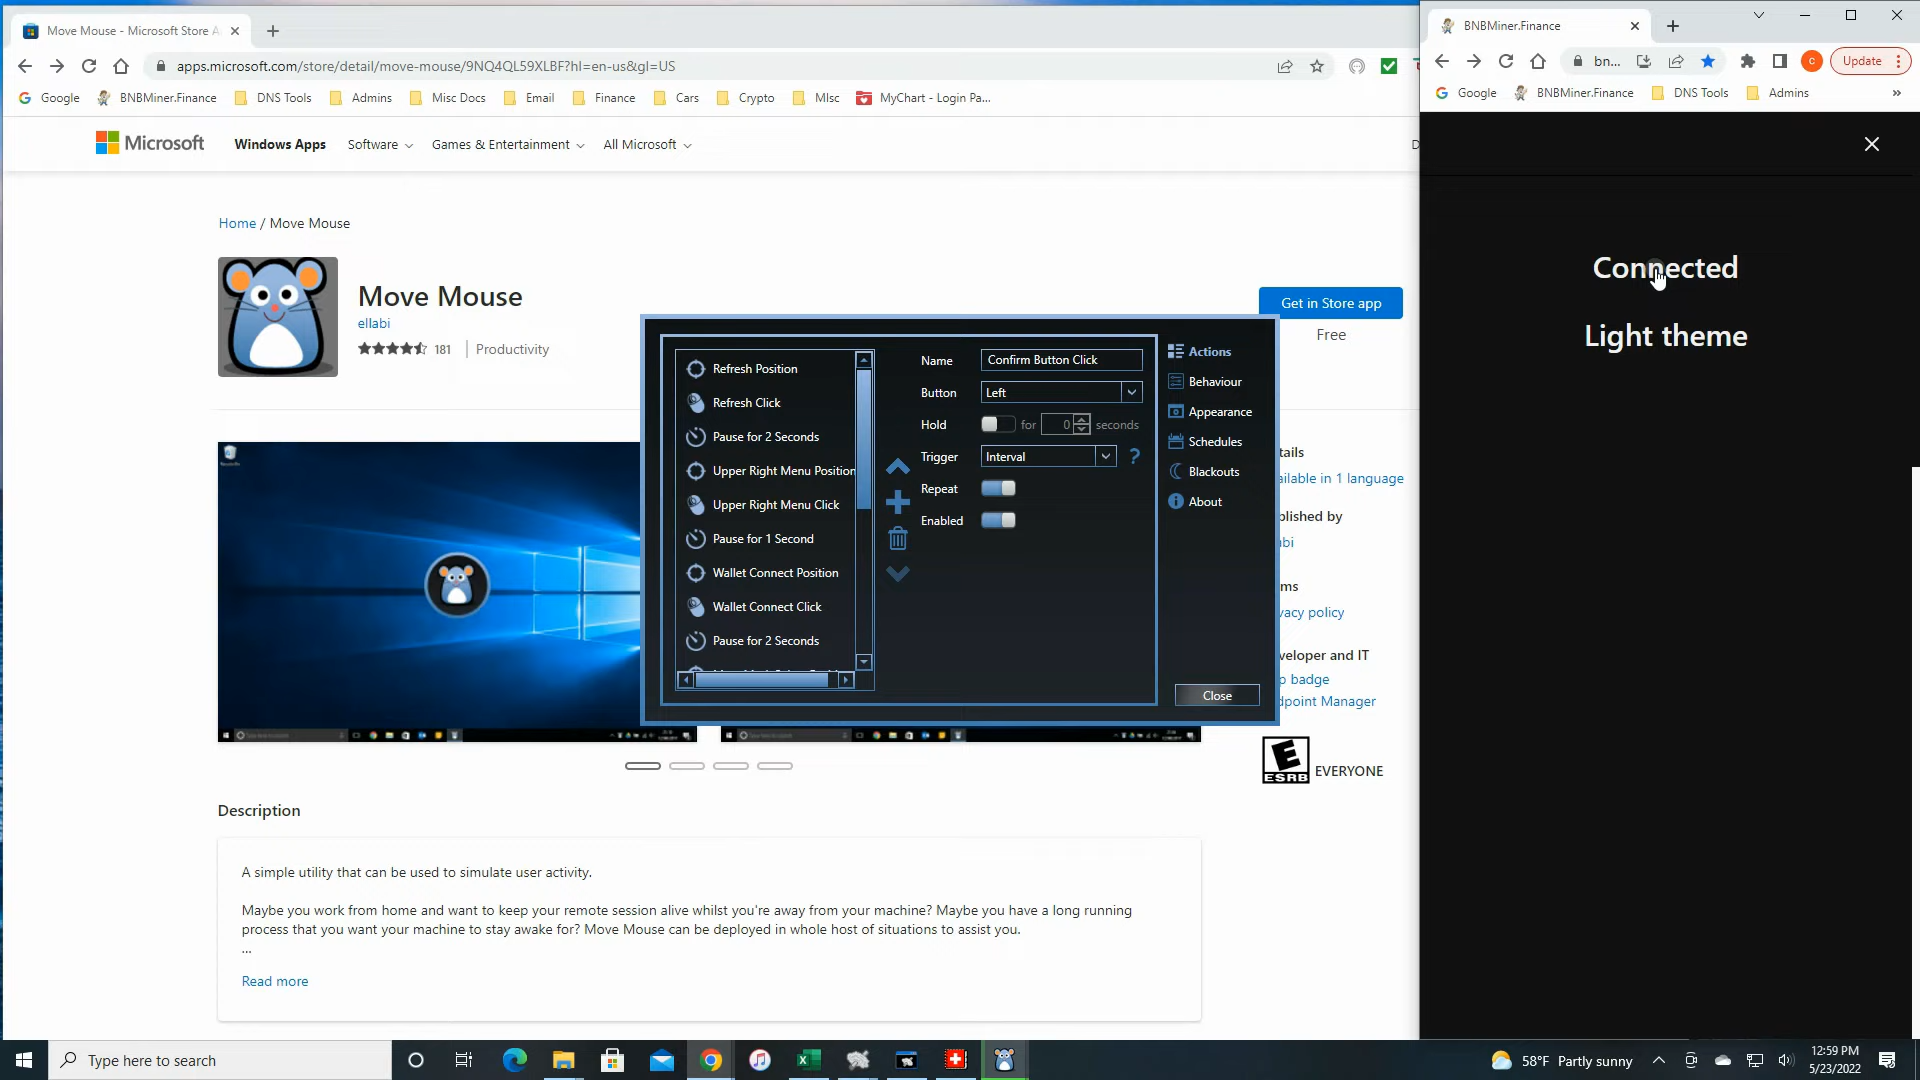 Move Mouse - Microsoft Store A
apps.microsoft.com/store/detail/move-mouse/9NQ4QL59XLBF?hl=en-us&gl=US
Google
BNBMiner.Finance
DNS Tools
Admins
Misc Docs
Email
Finance
Cars
Crypto
MIsc
MyChart - Login Pa...
Microsoft
Windows Apps
Software
Games & Entertainment
All Microsoft
D
Home / Move Mouse
Move Mouse
ellabi
181
Productivity
Get in Store app
Free
Refresh Position
Refresh Click
Pause for 2 Seconds
Upper Right Menu Position
Upper Right Menu Click
Pause for 1 Second
Wallet Connect Position
Wallet Connect Click
Pause for 2 Seconds
Name
Confirm Button Click
Button
Left
Hold
for
0
seconds
Trigger
Interval
?
Repeat
Enabled
Actions
Behaviour
Appearance
Schedules
Blackouts
About
Close
tails
ailable in 1 language
blished by
bi
ms
vacy policy
veloper and IT
p badge
dpoint Manager
E
ESRB
EVERYONE
Description
A simple utility that can be used to simulate user activity.
Maybe you work from home and want to keep your remote session alive whilst you're away from your machine? Maybe you have a long running
process that you want your machine to stay awake for? Move Mouse can be deployed in whole host of situations to assist you.
...
Read more
BNBMiner.Finance
bn...
c
Update
Google
BNBMiner.Finance
DNS Tools
Admins
»
Connected
Light theme
Type here to search
58°F Partly sunny
12:59 PM
5/23/2022